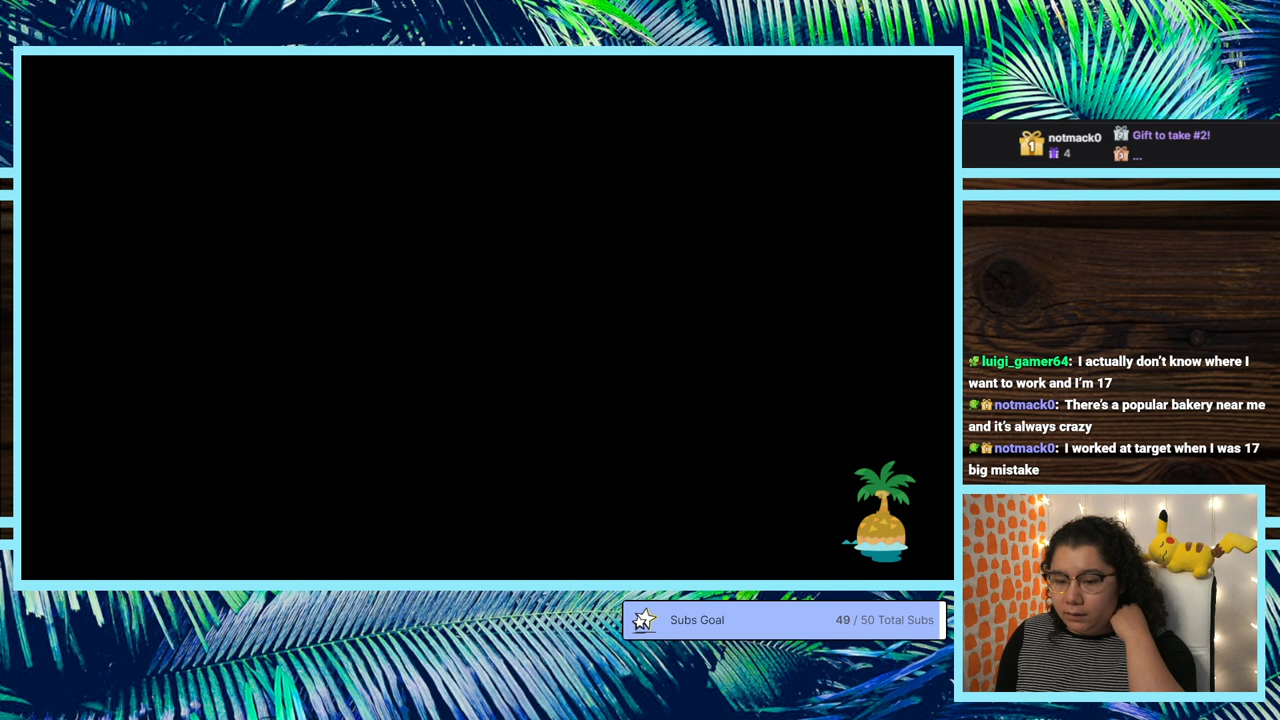 notmack0
4
Gift to take #2!
...
1
luigi_gamer64: I actually don't know where I
want to work and I'm 17
notmack0: There's a popular bakery near me
and it's always crazy
notmack0: I worked at target when I was 17
big mistake
Subs Goal
49 / 50 Total Subs